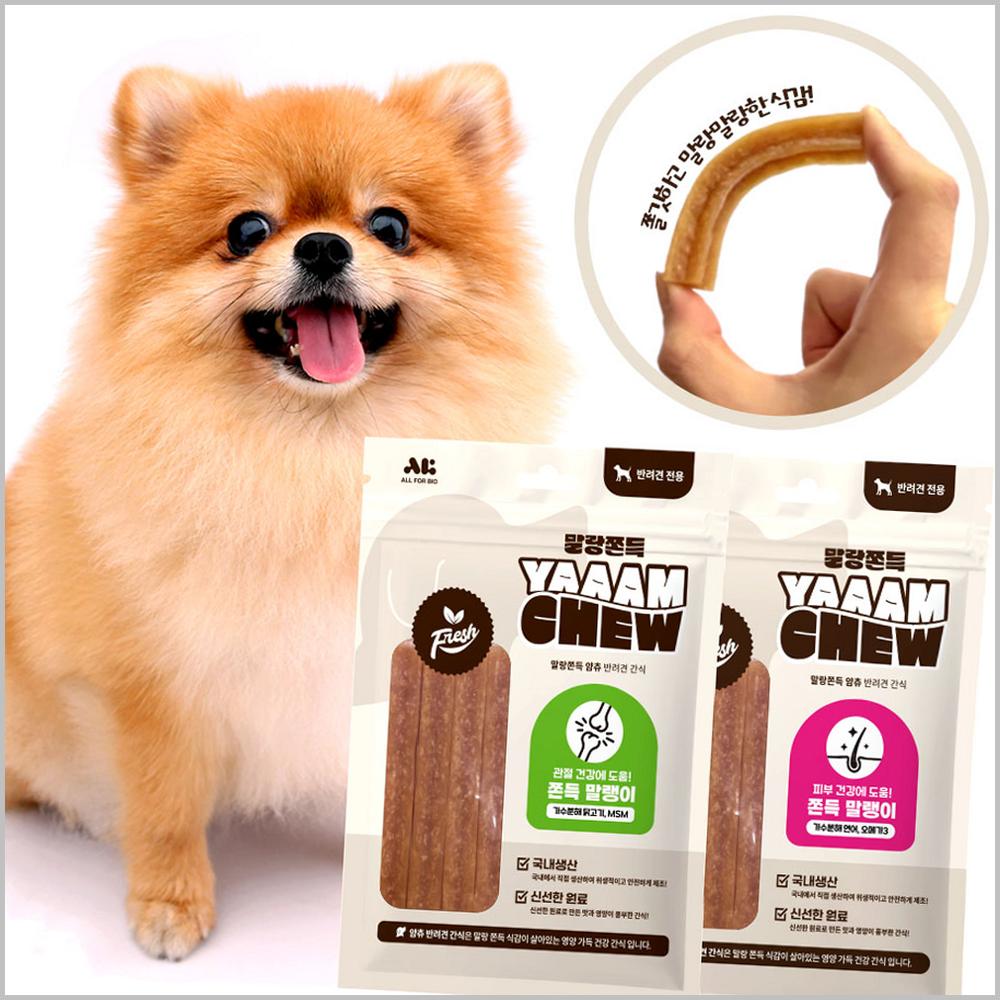 쫄깃하고 말랑말랑한 식감!
AK
ALL FOR BIO
반려견 전용
말랑쫀득
YAAAM
CHEW
Fresh
말랑쫀득 얌츄 반려견 간식
관절 건강에 도움!
쫀득 말랭이
가수분해 닭고기, MSM
국내생산
국내에서 직접 생산하여 위생적이고 안전하게 제조!
신선한 원료
신선한 원료로 만든 맛과 영양이 풍부한 간식!
얌츄 반려견 간식은 말랑 쫀득 식감이 살아있는 영양 가득 건강 간식 입니다.
반려견 전용
말랑쫀득
YAAAM
CHEW
esh
말랑쫀득 얌츄 반려견 간식
피부 건강에 도움!
쫀득 말랭이
가수분해 연어, 오메가3
국내생산
국내에서 직접 생산하여 위생적이고 안전하게 제조!
신선한 원료
신선한 원료로 만든 맛과 영양이 풍부한 간식!
견 간식은 말랑 쫀득 식감이 살아있는 영양 가득 건강 간식 입니다.